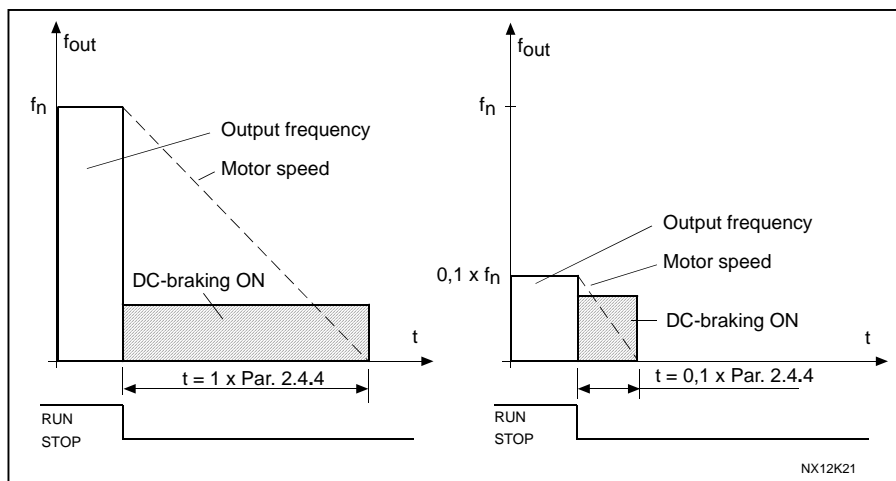 fout
fn
Output frequency
Motor speed
DC-braking ON
t
t = 1 x Par. 2.4.4
RUN
STOP
fout
fn
Output frequency
Motor speed
0,1 x fn
DC-braking ON
t
t = 0,1 x Par. 2.4.4
RUN
STOP
NX12K21